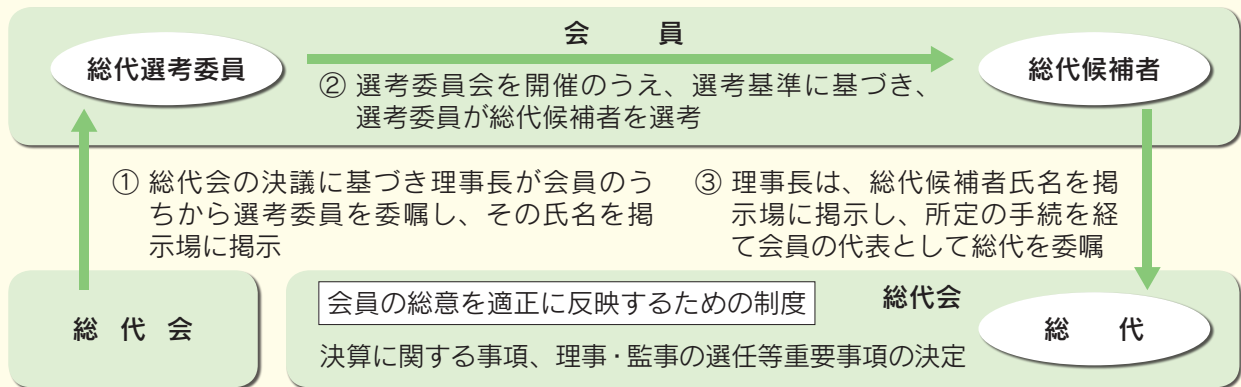 会　員
総代選考委員
② 選考委員会を開催のうえ、選考基準に基づき、
選考委員が総代候補者を選考
総代候補者
① 総代会の決議に基づき理事長が会員のう
ちから選考委員を委嘱し、その氏名を掲
示場に掲示
③ 理事長は、総代候補者氏名を掲
示場に掲示し、所定の手続を経
て会員の代表として総代を委嘱
総 代 会
会員の総意を適正に反映するための制度
総代会
総　代
決算に関する事項、理事・監事の選任等重要事項の決定